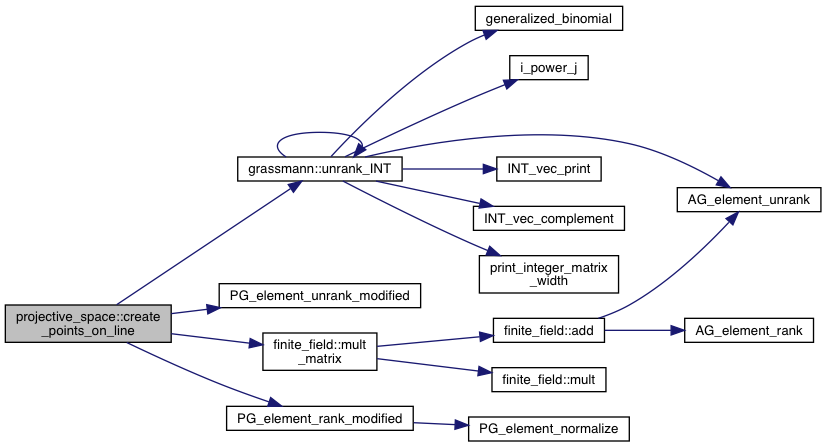 generalized_binomial
i_power_j
grassmann::unrank_INT
INT_vec_print
AG_element_unrank
INT_vec_complement
print_integer_matrix
_width
PG_element_unrank_modified
projective_space::create
_points_on_line
finite_field::add
AG_element_rank
finite_field::mult
_matrix
finite_field::mult
PG_element_rank_modified
PG_element_normalize